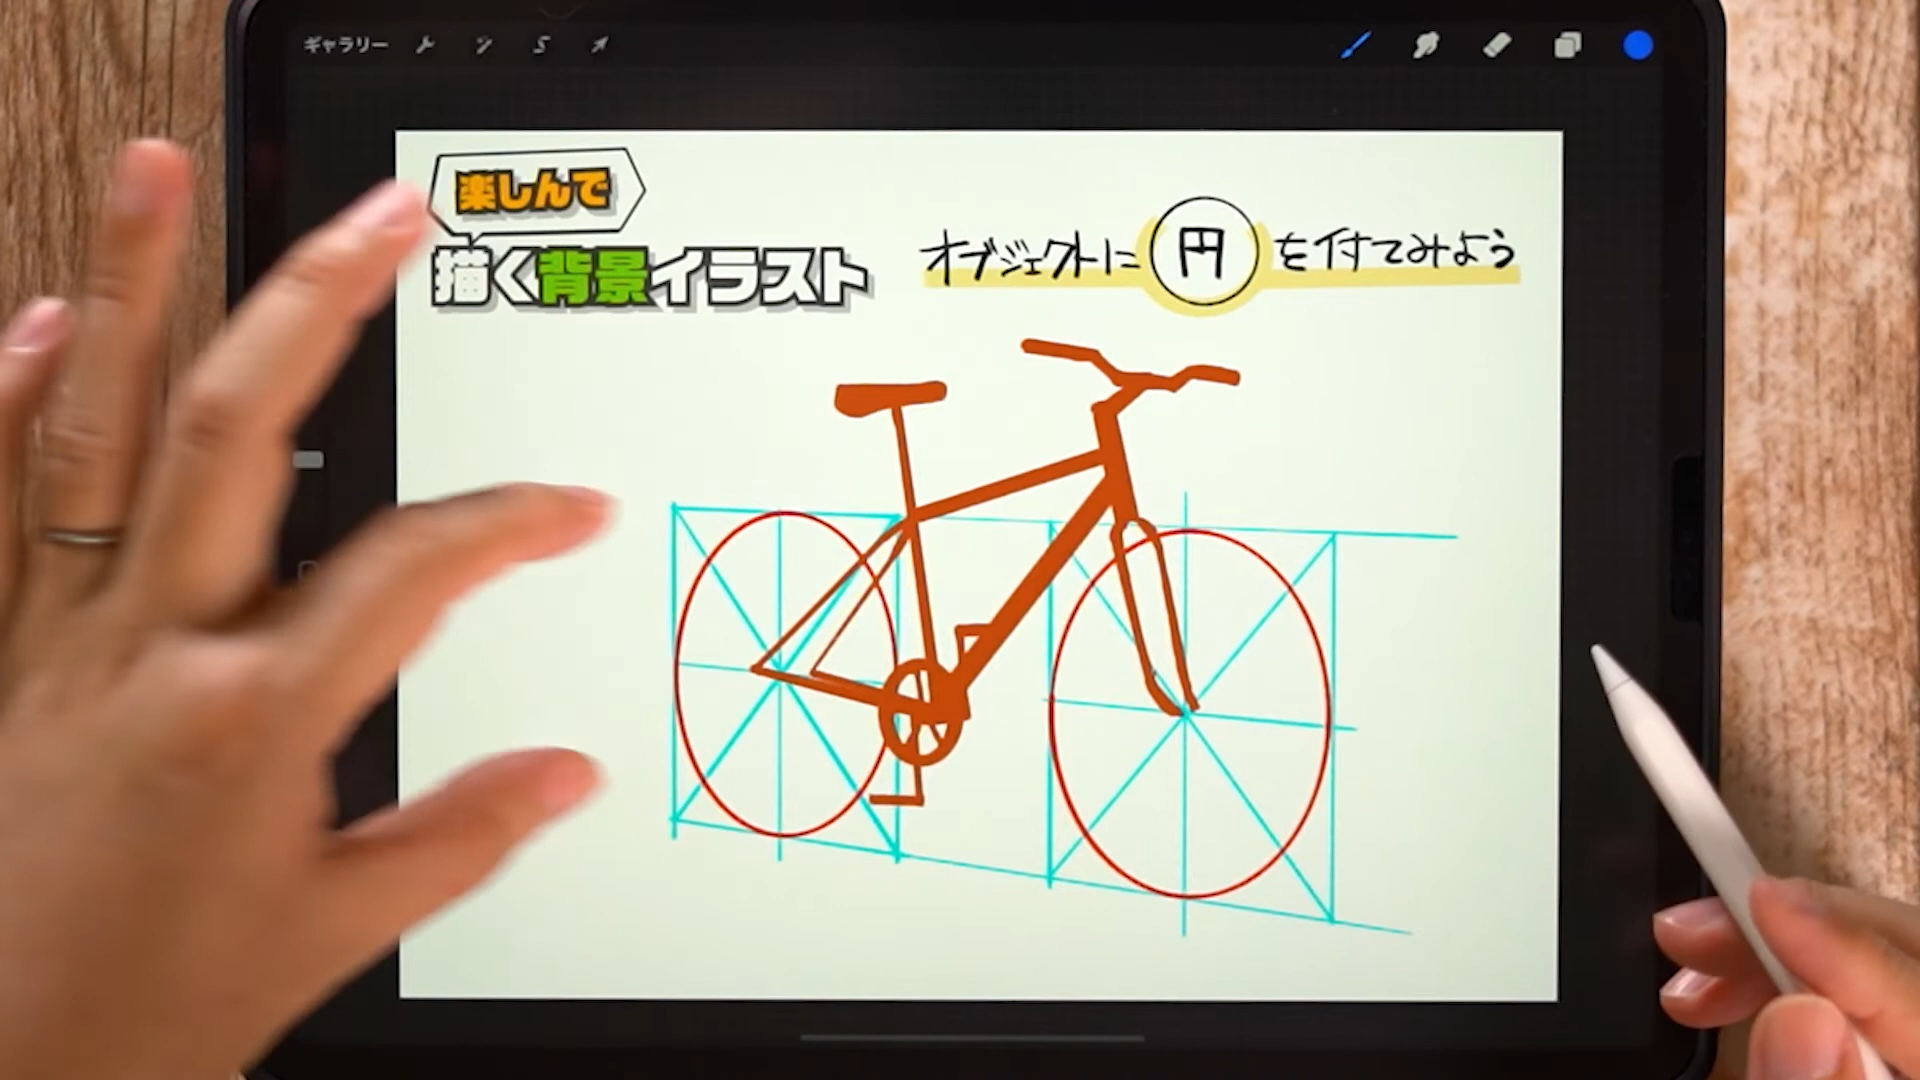 ギャラリー
楽しんで
描く背景イラスト
オブジェクトに円を付てみよう